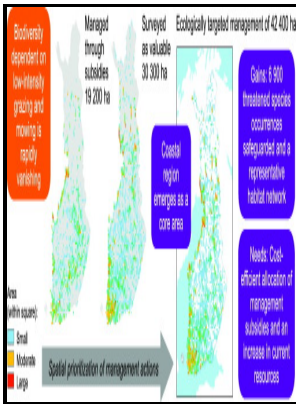 Biodiversity
dependent on
low-intensity
grazing and
mowing is
rapidly
vanishing
Managed
through
subsidies
19 200 ha
Surveyed
as valuable
30 300 ha
Ecologically targeted management of 42 400 ha
Coastal
region
emerges as a
core area
Gains: 6 900
threatened species
occurrences
safeguarded and a
representative
habitat network
Needs: Cost-
efficient allocation of
management
subsidies and an
increase in current
resources
Area
(within square):
Small
Moderate
Large
Spatial prioritization of management actions